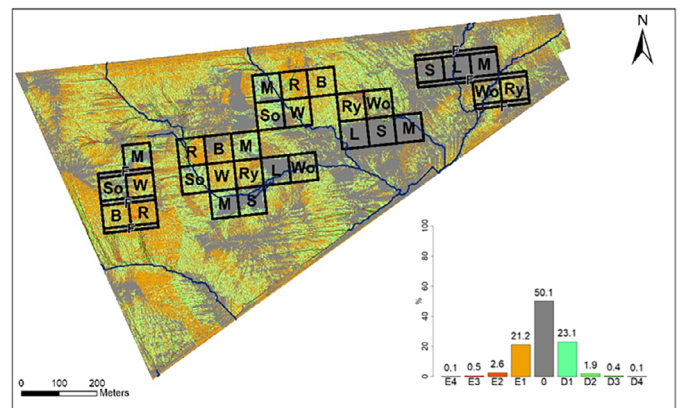 N
F
S L M
F
Wo Ry
F
M R B
So W
Ry Wo
L S M
R B M
So W Ry L Wo
M S
M
F
So W
F
B R
F
%
100
80
60
40
20
0
0.1 0.5 2.6 21.2 50.1 23.1 1.9 0.4 0.1
E4 E3 E2 E1 0 D1 D2 D3 D4
0 100 200
Meters